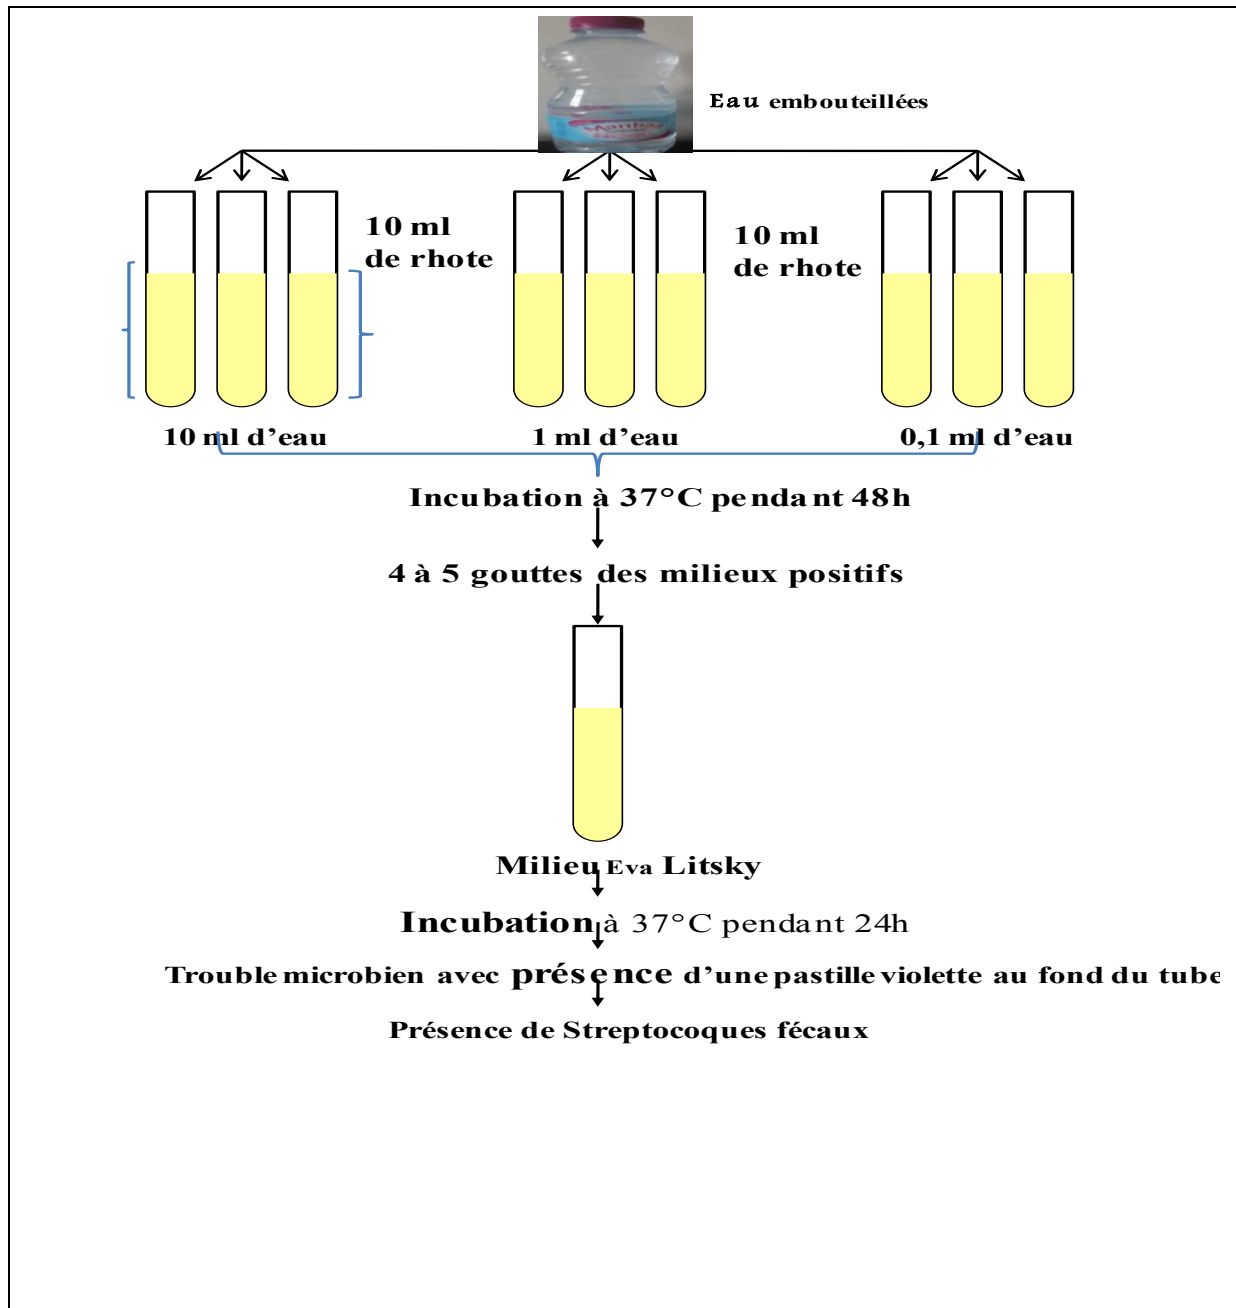 Eau embouteillées
Manbaa
10 ml
de rhote
10 ml
de rhote
10 ml d'eau
1 ml d'eau
0,1 ml d'eau
Incubation à 37°C pendant 48h
4 à 5 gouttes des milieux positifs
Milieu Eva Litsky
Incubation à 37°C pendant 24h
Trouble microbien avec présence d'une pastille violette au fond du tube
Présence de Streptocoques fécaux